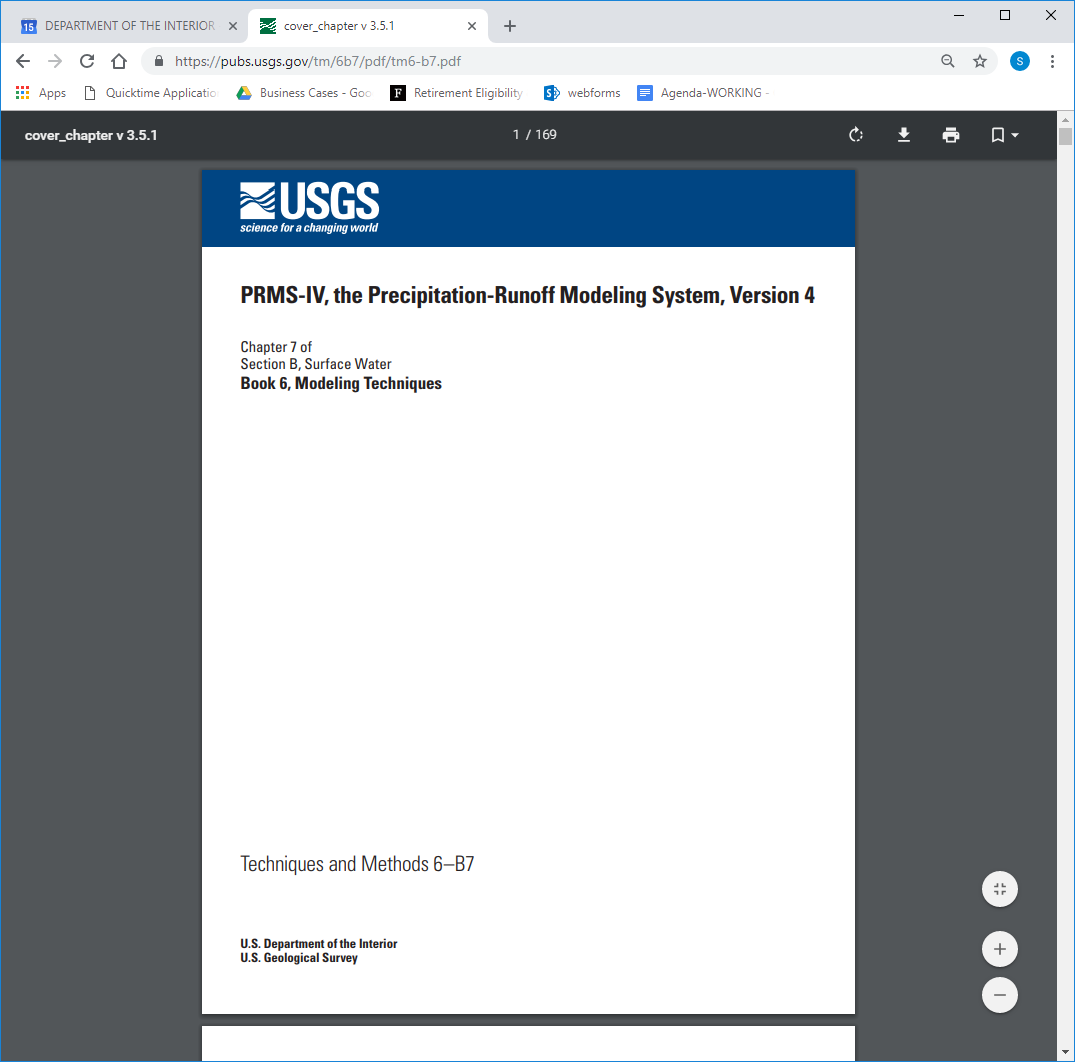 15 DEPARTMENT OF THE INTERIOR
cover_chapter v 3.5.1
https://pubs.usgs.gov/tm/6b7/pdf/tm6-b7.pdf
S
Apps
Quicktime Applicatio
Business Cases - Goo
F
Retirement Eligibility
S
webforms
Agenda-WORKING -
cover_chapter v 3.5.1
1 / 169
USGS
science for a changing world
PRMS-IV, the Precipitation-Runoff Modeling System, Version 4
Chapter 7 of
Section B, Surface Water
Book 6, Modeling Techniques
Techniques and Methods 6–B7
U.S. Department of the Interior
U.S. Geological Survey